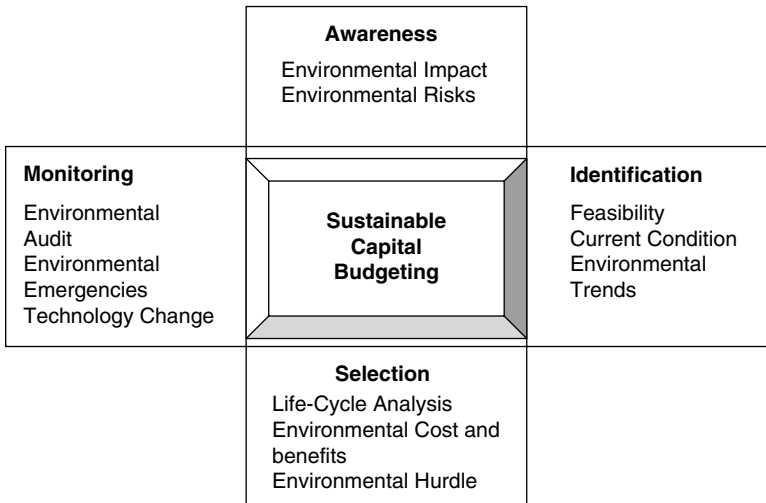 Awareness
Environmental Impact
Environmental Risks
Monitoring
Environmental
Audit
Environmental
Emergencies
Technology Change
Sustainable
Capital
Budgeting
Identification
Feasibility
Current Condition
Environmental
Trends
Selection
Life-Cycle Analysis
Environmental Cost and
benefits
Environmental Hurdle